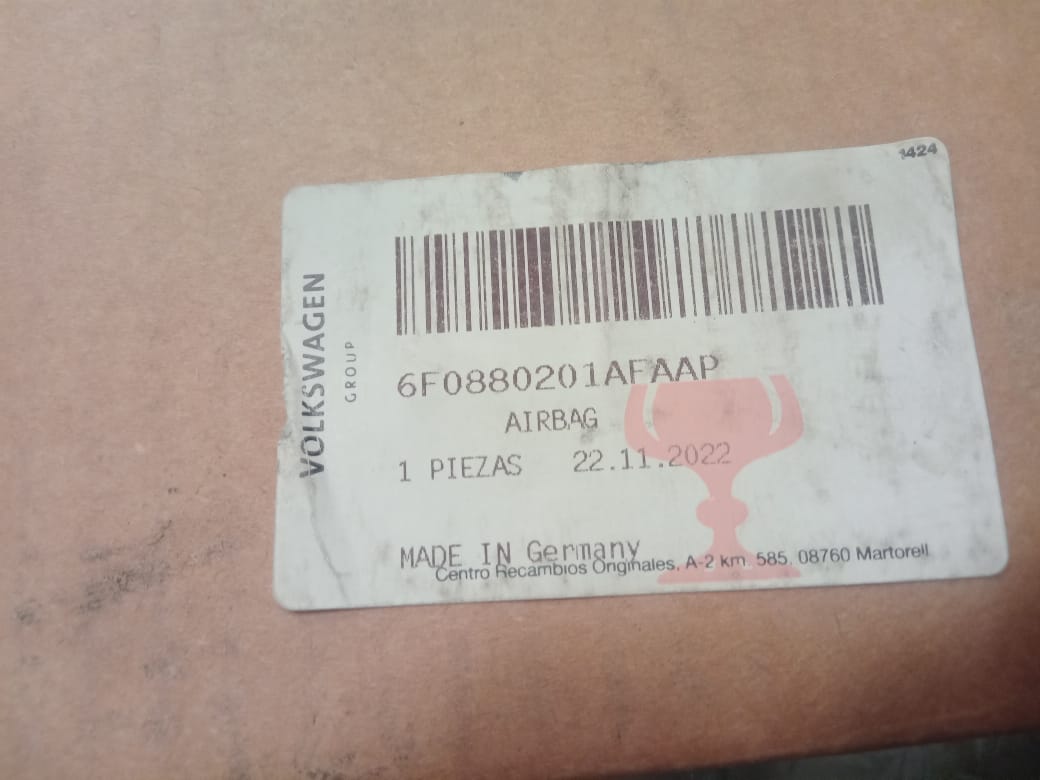 1424
VOLKSWAGEN
GROUP
6F0880201AFAAP
AIRBAG
1 PIEZAS 22.11.2022
MADE IN Germany
Centro Recambios Originales, A-2 km. 585. 08760 Martorell